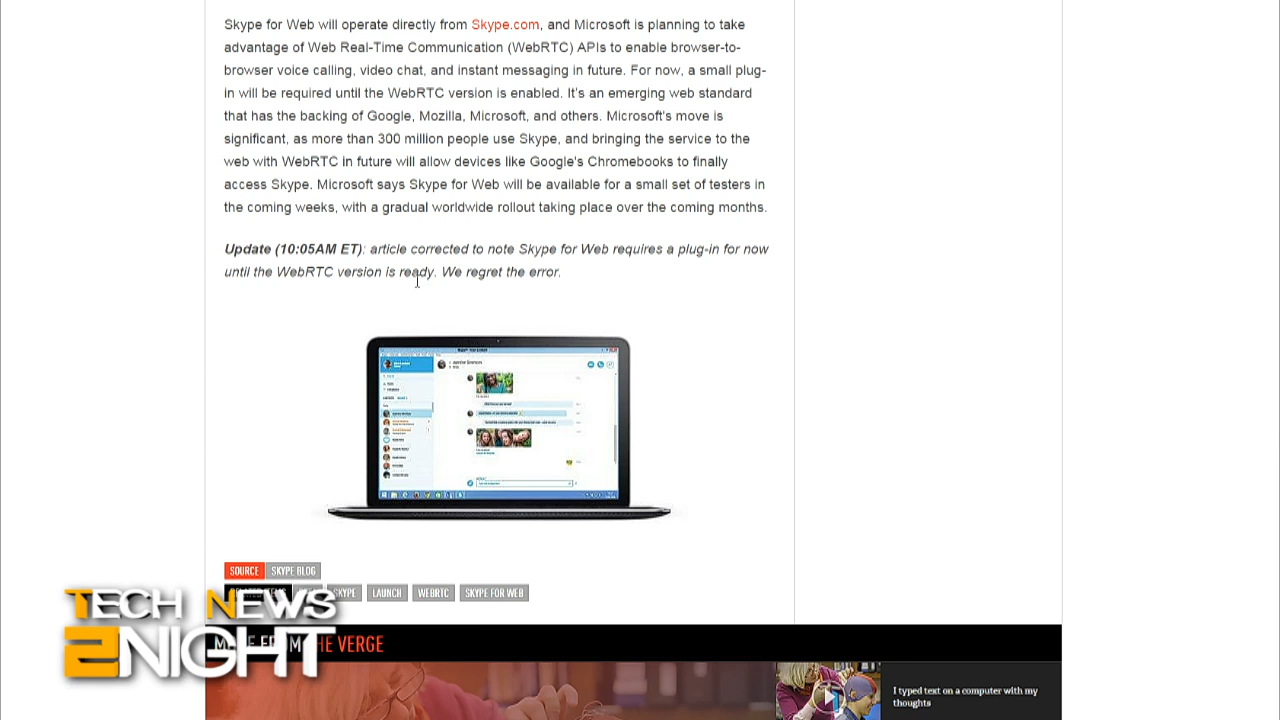 Skype for Web will operate directly from Skype.com, and Microsoft is planning to take
advantage of Web Real-Time Communication (WebRTC) APIs to enable browser-to-
browser voice calling, video chat, and instant messaging in future. For now, a small plug-
in will be required until the WebRTC version is enabled. It's an emerging web standard
that has the backing of Google, Mozilla, Microsoft, and others. Microsoft's move is
significant, as more than 300 million people use Skype, and bringing the service to the
web with WebRTC in future will allow devices like Google's Chromebooks to finally
access Skype. Microsoft says Skype for Web will be available for a small set of testers in
the coming weeks, with a gradual worldwide rollout taking place over the coming months.
Update (10:05AM ET): article corrected to note Skype for Web requires a plug-in for now
until the WebRTC version is ready. We regret the error.
SOURCE SKYPE BLOG
SKYPE LAUNCH WEBRTC SKYPE FOR WEB
TECH NEWS
2NIGHT
MORE FROM THE VERGE
I typed text on a computer with my
thoughts